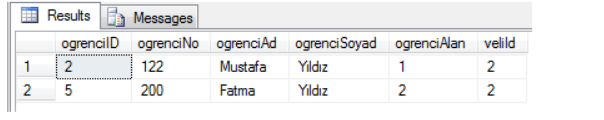 Results Messages
ogrenciID ogrenciNo ogrenciAd ogrenciSoyad ogrenciAlan veliId
1 2 122 Mustafa Yıldız 1 2
2 5 200 Fatma Yıldız 2 2